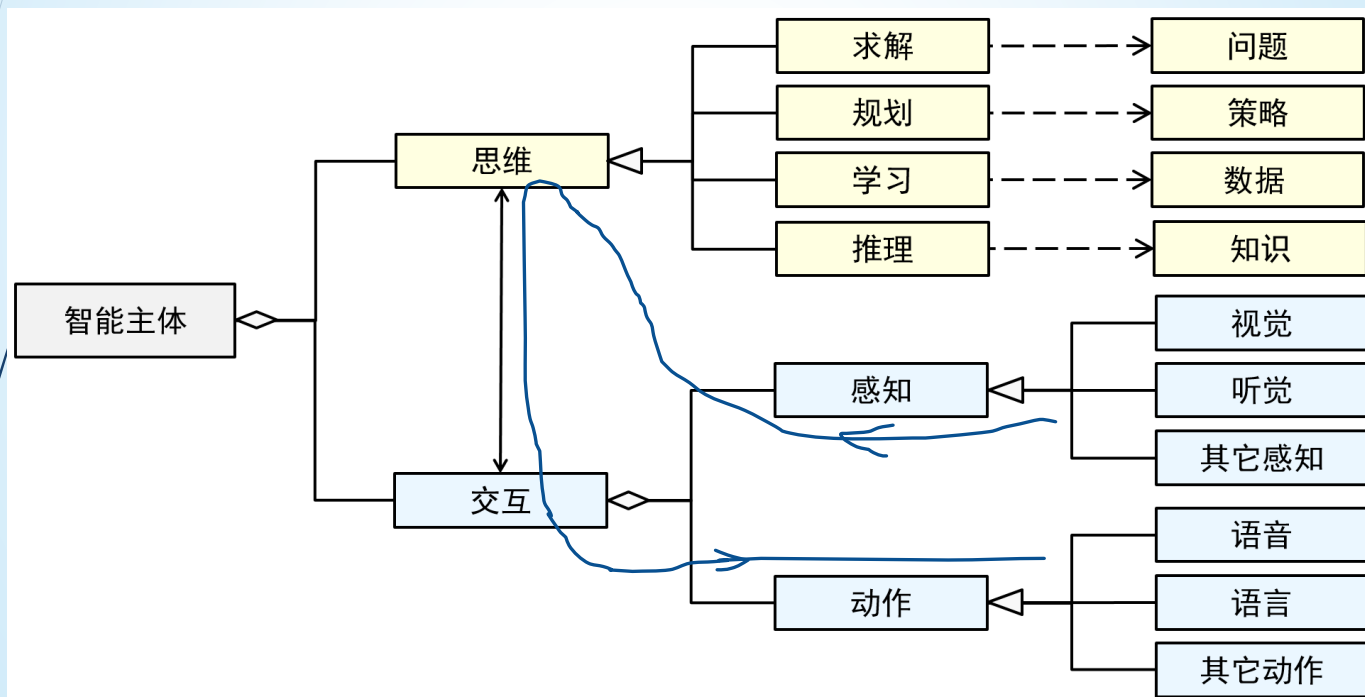 求解
问题
规划
策略
思维
学习
数据
推理
知识
智能主体
视觉
感知
听觉
其它感知
交互
语音
动作
语言
其它动作